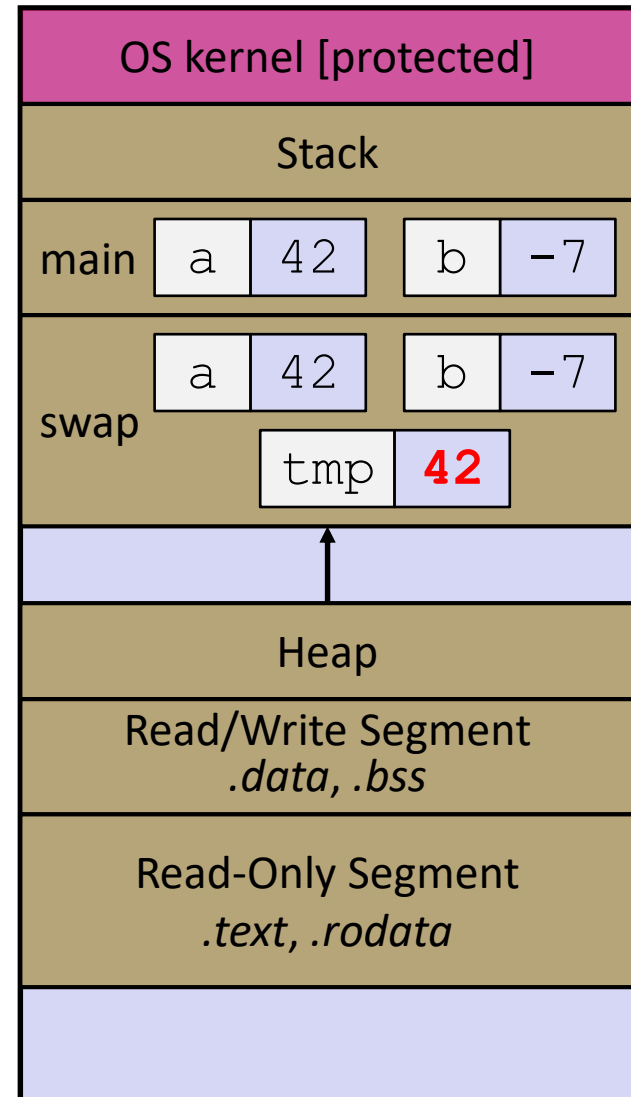 OS kernel [protected]
Stack
main a 42 b -7
a 42 b -7
swap
tmp 42
Heap
Read/Write Segment
.data, .bss
Read-Only Segment
.text, .rodata